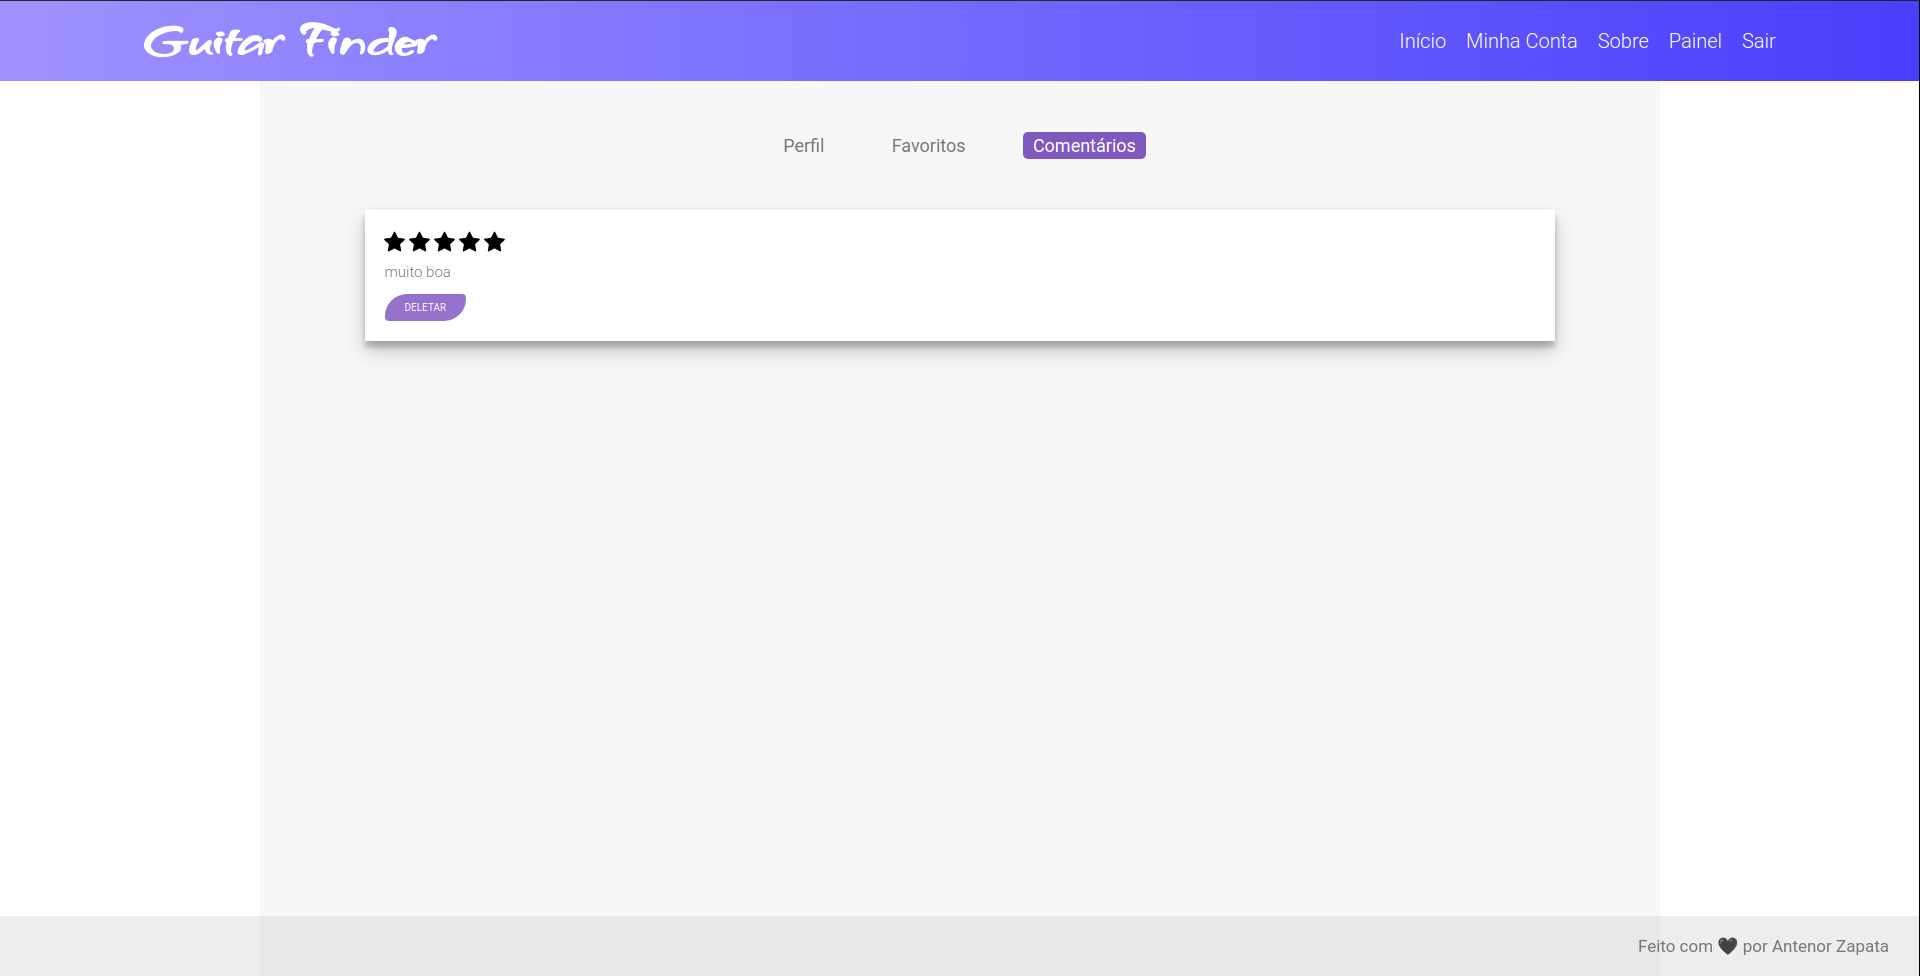 Guitar Finder
Início Minha Conta Sobre Painel Sair
Perfil Favoritos Comentários
muito boa
DELETAR
Feito com 🖤 por Antenor Zapata